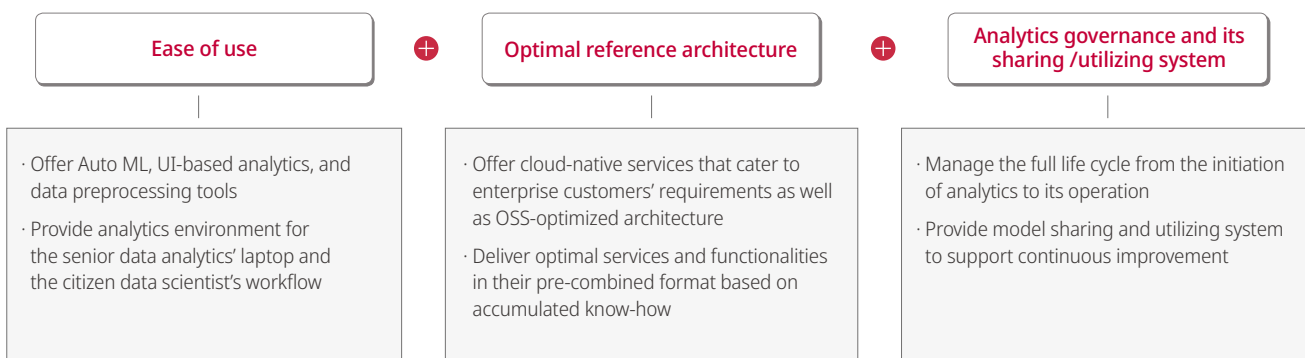 Ease of use
Optimal reference architecture
Analytics governance and its
sharing /utilizing system
· Offer Auto ML, UI-based analytics, and
data preprocessing tools
· Provide analytics environment for
the senior data analytics’ laptop and
the citizen data scientist’s workflow
· Offer cloud-native services that cater to
enterprise customers’ requirements as well
as OSS-optimized architecture
· Deliver optimal services and functionalities
in their pre-combined format based on
accumulated know-how
· Manage the full life cycle from the initiation
of analytics to its operation
· Provide model sharing and utilizing system
to support continuous improvement